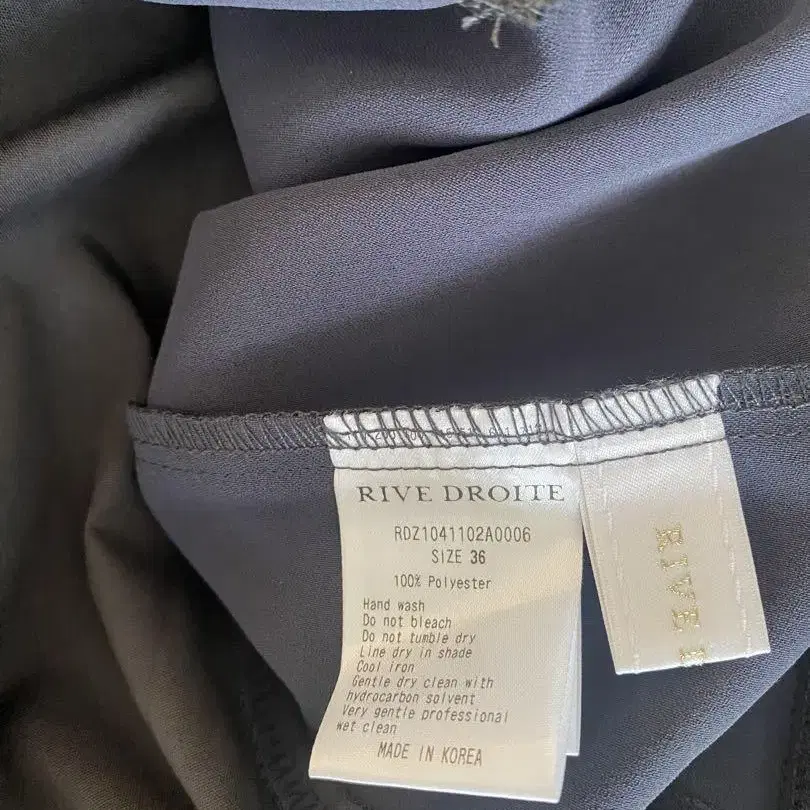 RIVE DROITE
RDZ1041102A0006
SIZE 36
100% Polyester
Hand wash
Do not bleach
Do not tumble dry
Line dry in shade
Cool iron
Gentle dry clean with
hydrocarbon solvent
Very gentle professional
wet clean
MADE IN KOREA
RIVE